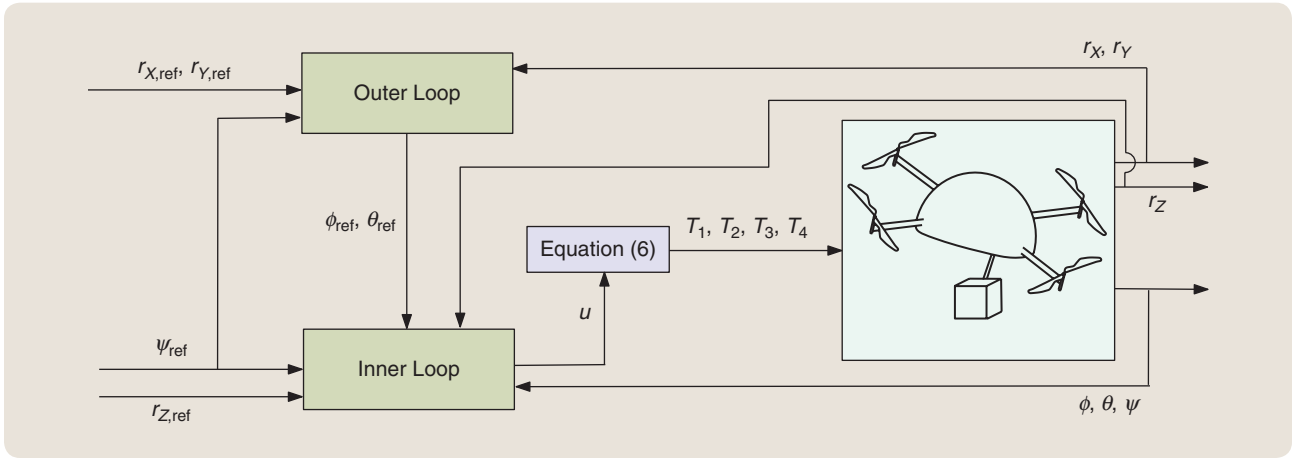 r_X,ref, r_Y,ref
Outer Loop
r_X, r_Y
r_Z
ϕ_ref, θ_ref
Equation (6)
T_1, T_2, T_3, T_4
u
ψ_ref
Inner Loop
r_Z,ref
ϕ, θ, ψ